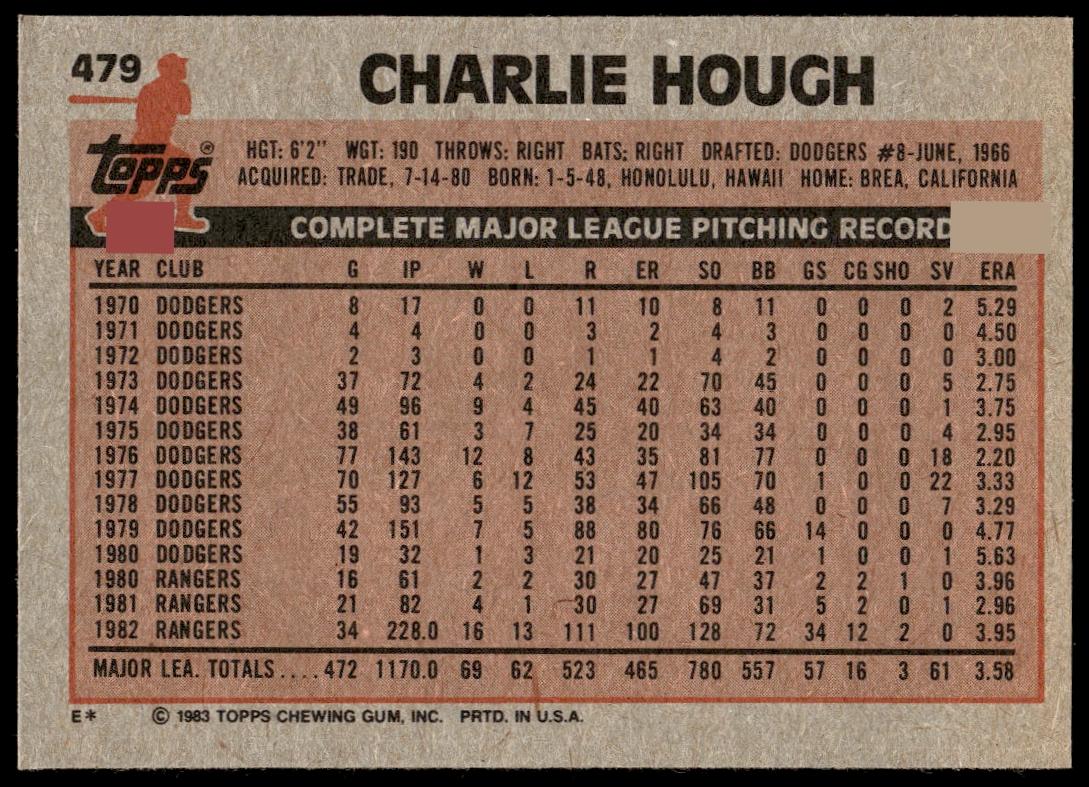 479 CHARLIE HOUGH
Topps® HGT: 6'2" WGT: 190 THROWS: RIGHT BATS: RIGHT DRAFTED: DODGERS #8-JUNE, 1966
ACQUIRED: TRADE, 7-14-80 BORN: 1-5-48, HONOLULU, HAWAII HOME: BREA, CALIFORNIA
COMPLETE MAJOR LEAGUE PITCHING RECORD
YEAR CLUB G IP W L R ER SO BB GS CG SHO SV ERA
1970 DODGERS 8 17 0 0 11 10 8 11 0 0 0 2 5.29
1971 DODGERS 4 4 0 0 3 2 4 3 0 0 0 0 4.50
1972 DODGERS 2 3 0 0 1 1 4 2 0 0 0 0 3.00
1973 DODGERS 37 72 4 2 24 22 70 45 0 0 0 5 2.75
1974 DODGERS 49 96 9 4 45 40 63 40 0 0 0 1 3.75
1975 DODGERS 38 61 3 7 25 20 34 34 0 0 0 4 2.95
1976 DODGERS 77 143 12 8 43 35 81 77 0 0 0 18 2.20
1977 DODGERS 70 127 6 12 53 47 105 70 1 0 0 22 3.33
1978 DODGERS 55 93 5 5 38 34 66 48 0 0 0 7 3.29
1979 DODGERS 42 151 7 5 88 80 76 66 14 0 0 0 4.77
1980 DODGERS 19 32 1 3 21 20 25 21 1 0 0 1 5.63
1980 RANGERS 16 61 2 2 30 27 47 37 2 2 1 0 3.96
1981 RANGERS 21 82 4 1 30 27 69 31 5 2 0 1 2.96
1982 RANGERS 34 228.0 16 13 111 100 128 72 34 12 2 0 3.95
MAJOR LEA. TOTALS....472 1170.0 69 62 523 465 780 557 57 16 3 61 3.58
E* © 1983 TOPPS CHEWING GUM, INC. PRTD. IN U.S.A.